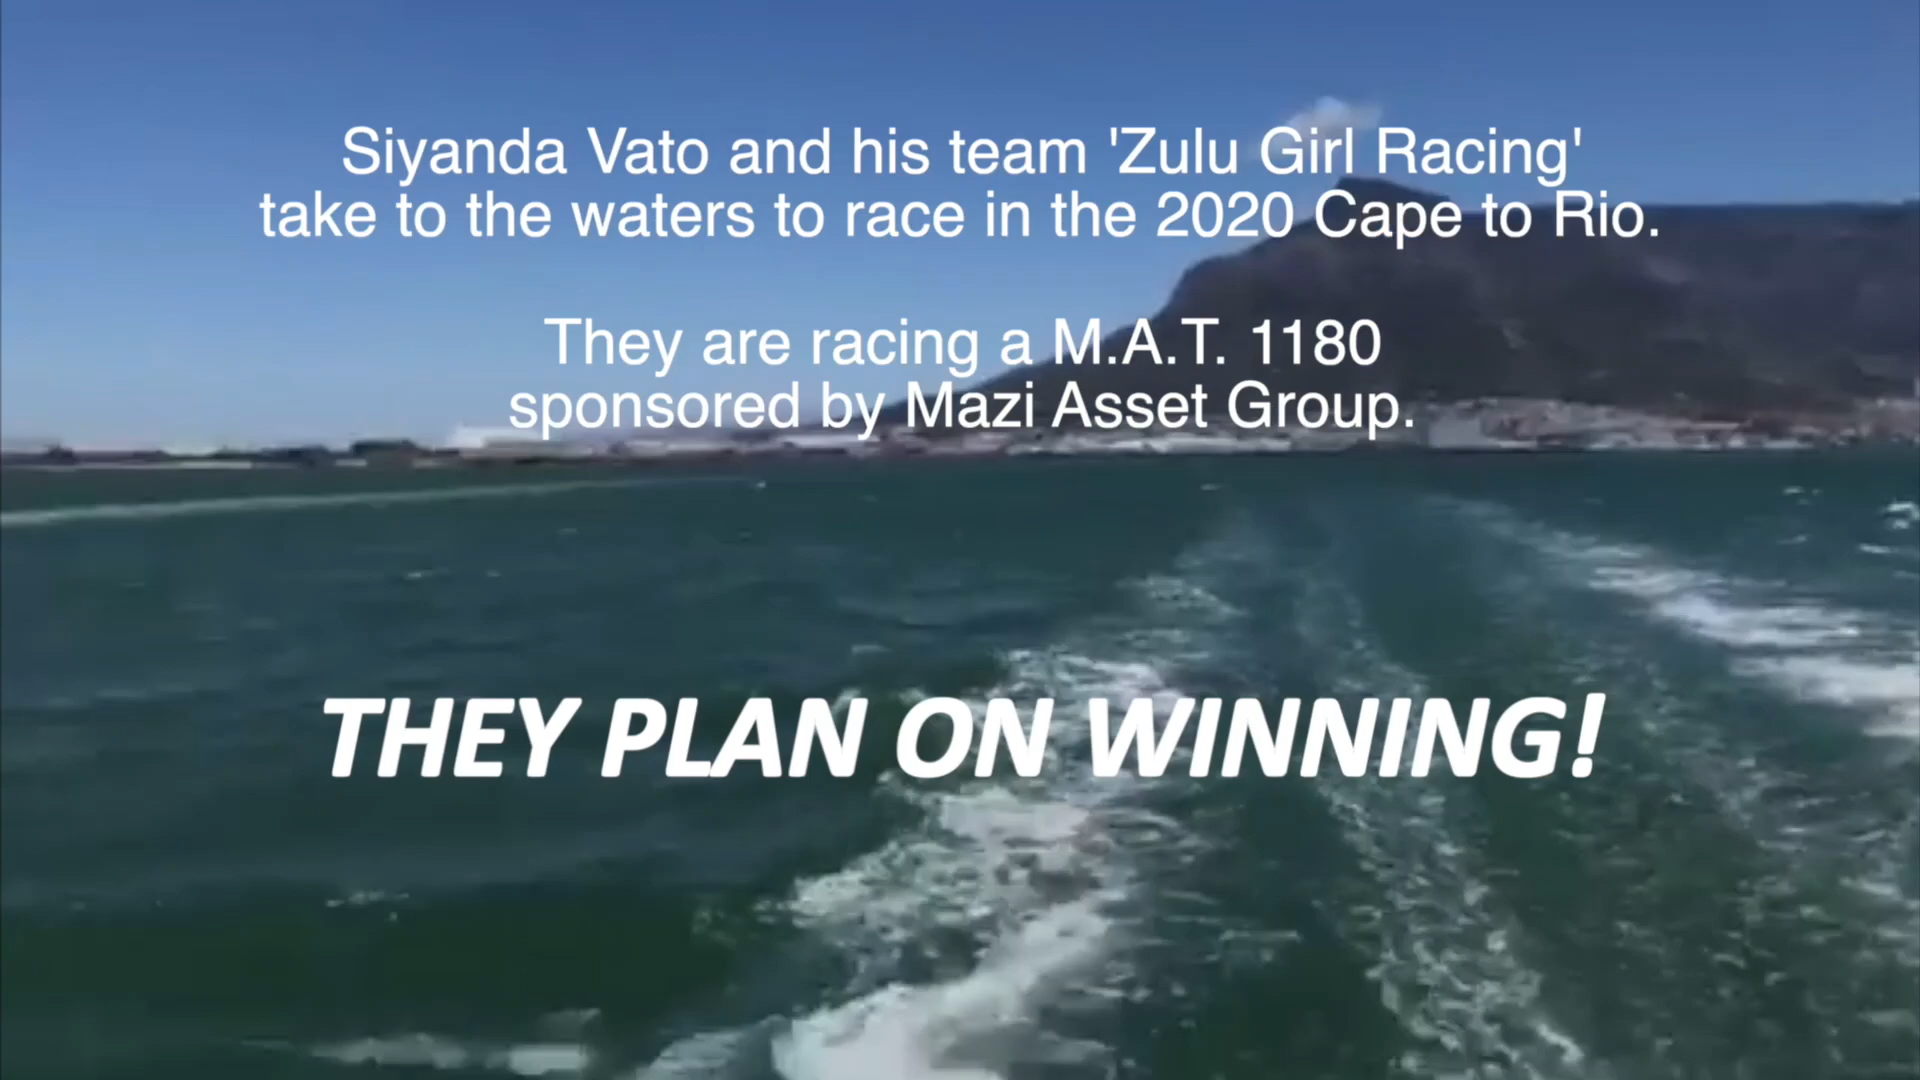 Siyanda Vato and his team 'Zulu Girl Racing'
take to the waters to race in the 2020 Cape to Rio.
They are racing a M.A.T. 1180
sponsored by Mazi Asset Group.
THEY PLAN ON WINNING!